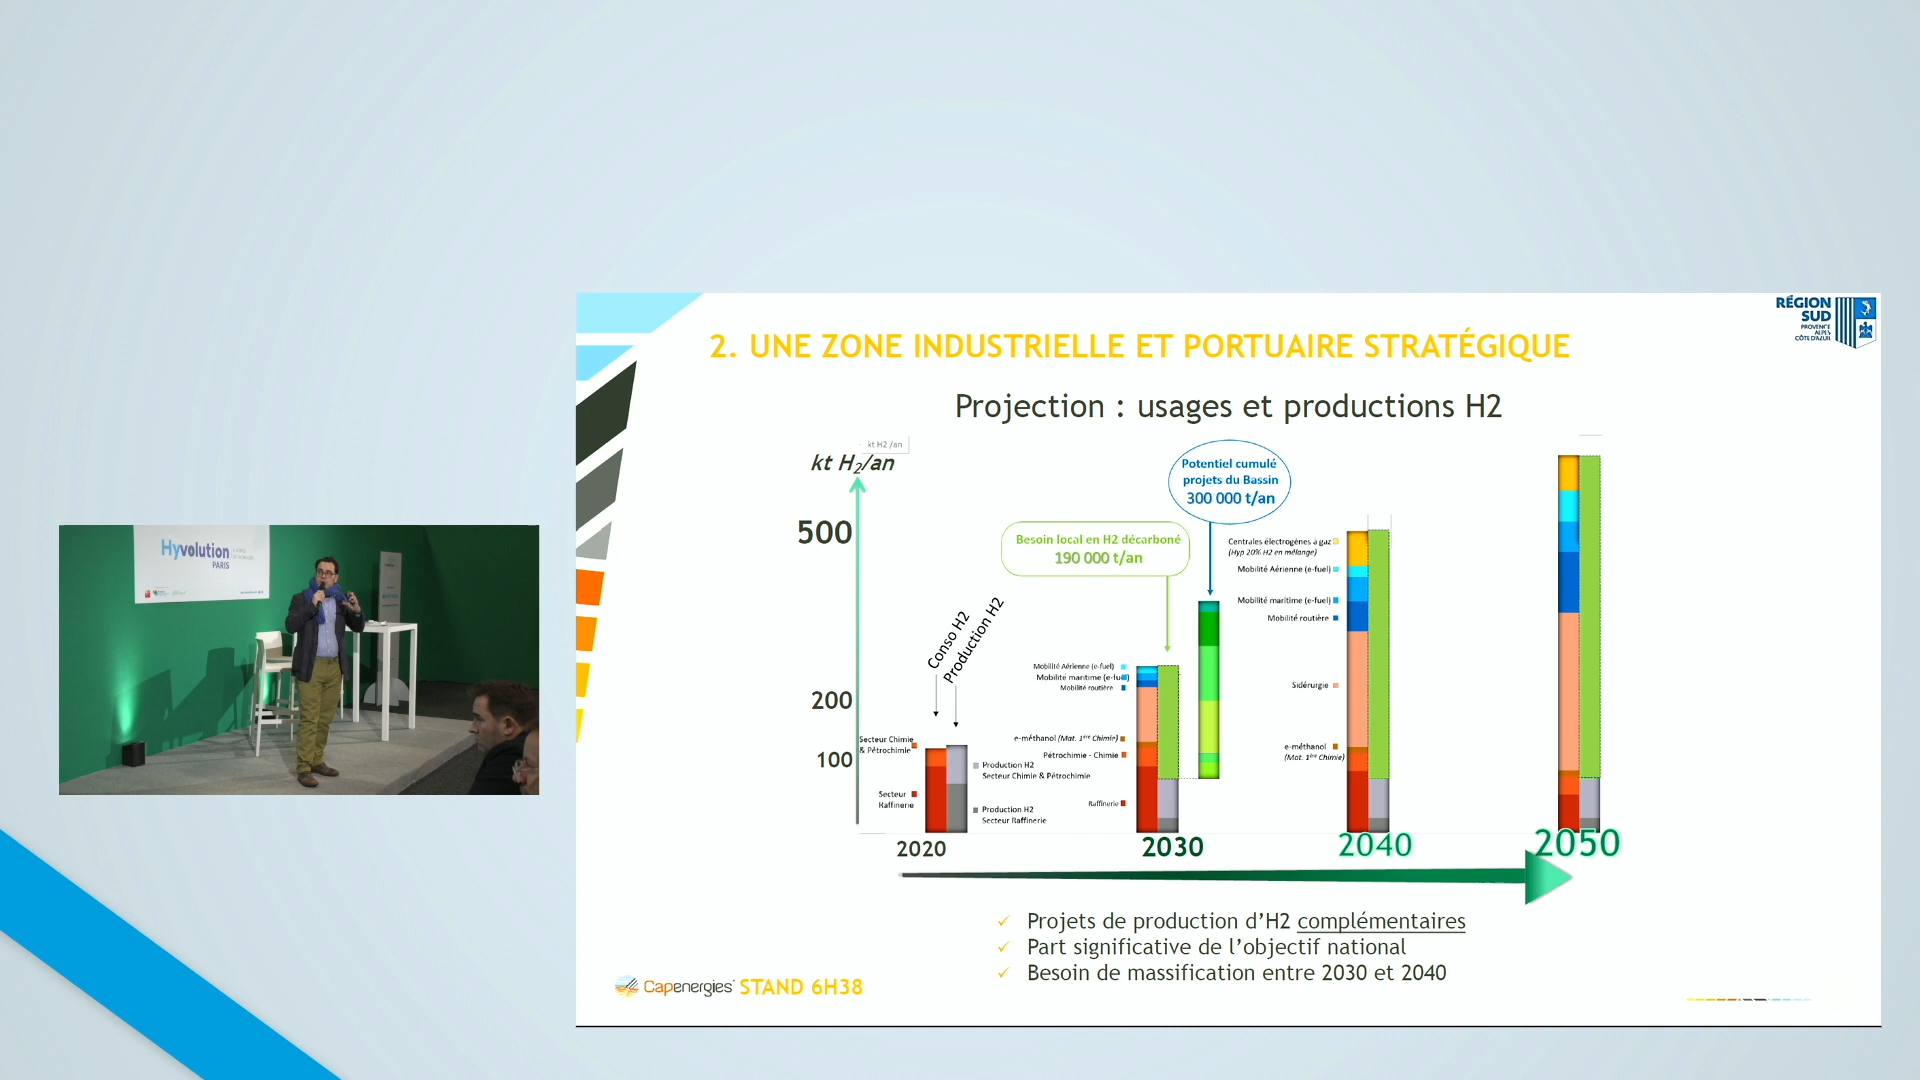 Hyvolution
PARIS
RÉGION
SUD
PROVENCE
ALPES
CÔTE D'AZUR
2. UNE ZONE INDUSTRIELLE ET PORTUAIRE STRATÉGIQUE
Projection : usages et productions H2
kt H2 /an
kt H₂/an
500
200
100
Conso H2
Production H2
Secteur Chimie
& Pétrochimie
Secteur
Raffinerie
Production H2
Secteur Chimie & Pétrochimie
Production H2
Secteur Raffinerie
Besoin local en H2 décarboné
190 000 t/an
Potentiel cumulé
projets du Bassin
300 000 t/an
Mobilité Aérienne (e-fuel)
Mobilité maritime (e-fuel)
Mobilité routière
e-méthanol (Mat. 1ère Chimie)
Pétrochimie - Chimie
Raffinerie
Centrales électrogènes à gaz
(Hyp 20% H2 en mélange)
Mobilité Aérienne (e-fuel)
Mobilité maritime (e-fuel)
Mobilité routière
Sidérurgie
e-méthanol
(Mat. 1ère Chimie)
2020
2030
2040
2050
✓ Projets de production d'H2 complémentaires
✓ Part significative de l'objectif national
✓ Besoin de massification entre 2030 et 2040
Capenergies STAND 6H38